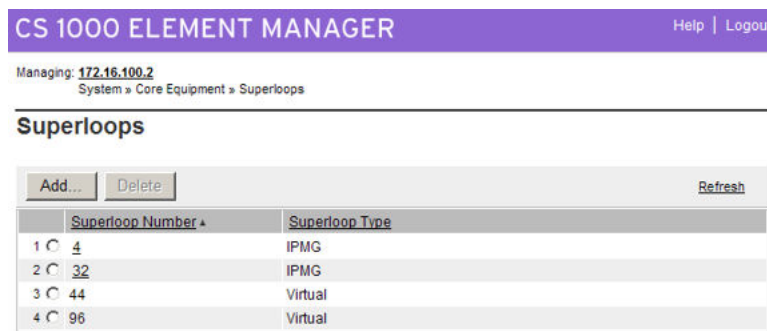 CS 1000 ELEMENT MANAGER
Help | Logou
Managing: 172.16.100.2
System » Core Equipment » Superloops
Superloops
Add... Delete Refresh
Superloop Number Superloop Type
1 4 IPMG
2 32 IPMG
3 44 Virtual
4 96 Virtual